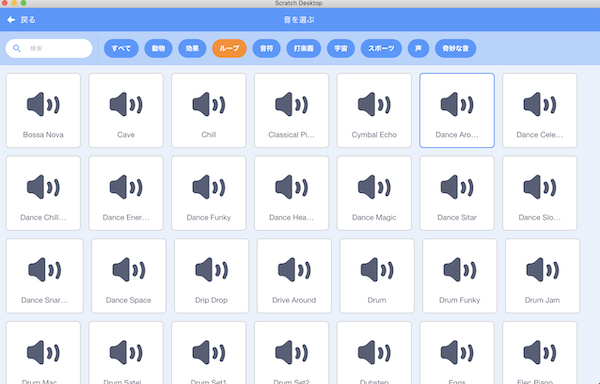 Scratch Desktop
戻る
音を選ぶ
検索
すべて 動物 効果 ループ 音符 打楽器 宇宙 スポーツ 声 奇妙な音
Bossa Nova Cave Chill Classical Pi... Cymbal Echo Dance Aro... Dance Cele...
Dance Chill... Dance Ener... Dance Funky Dance Hea... Dance Magic Dance Sitar Dance Slo...
Dance Snar... Dance Space Drip Drop Drive Around Drum Drum Funky Drum Jam
Drum Mac... Drum Satel... Drum Set1 Drum Set2 Dubstep... Eggs Elec Piano...